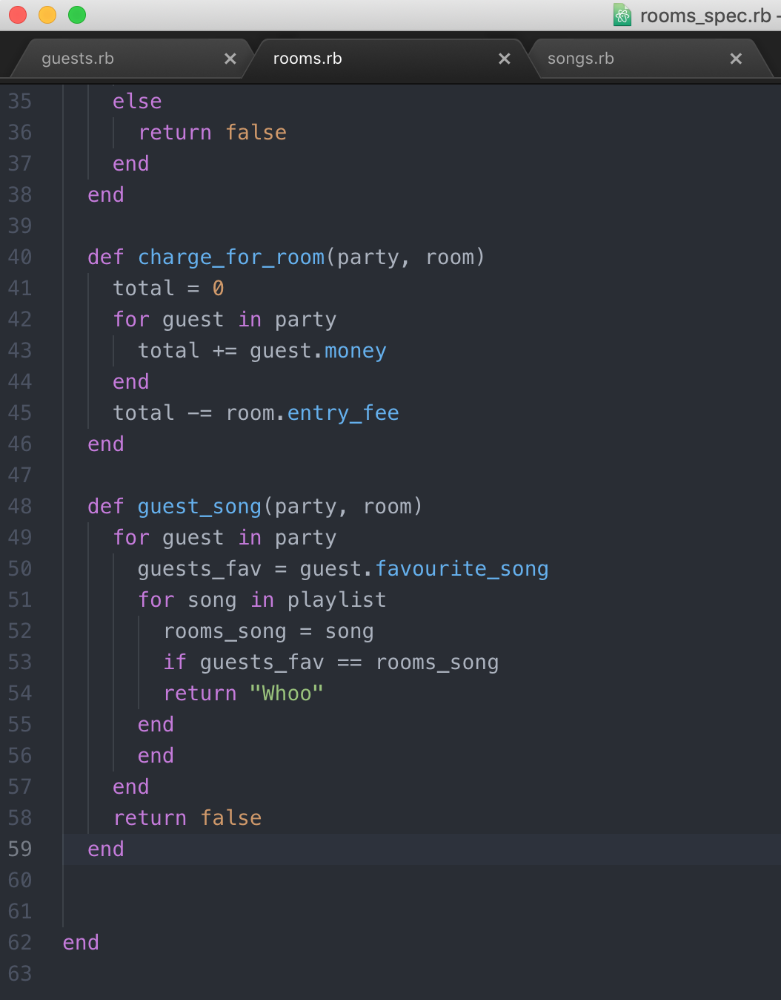 rooms_spec.rb -
guests.rb × rooms.rb × songs.rb ×
35 else
36 return false
37 end
38 end
39
40 def charge_for_room(party, room)
41 total = 0
42 for guest in party
43 total += guest.money
44 end
45 total -= room.entry_fee
46 end
47
48 def guest_song(party, room)
49 for guest in party
50 guests_fav = guest.favourite_song
51 for song in playlist
52 rooms_song = song
53 if guests_fav == rooms_song
54 return "Whoo"
55 end
56 end
57 end
58 return false
59 end
60
61
62 end
63